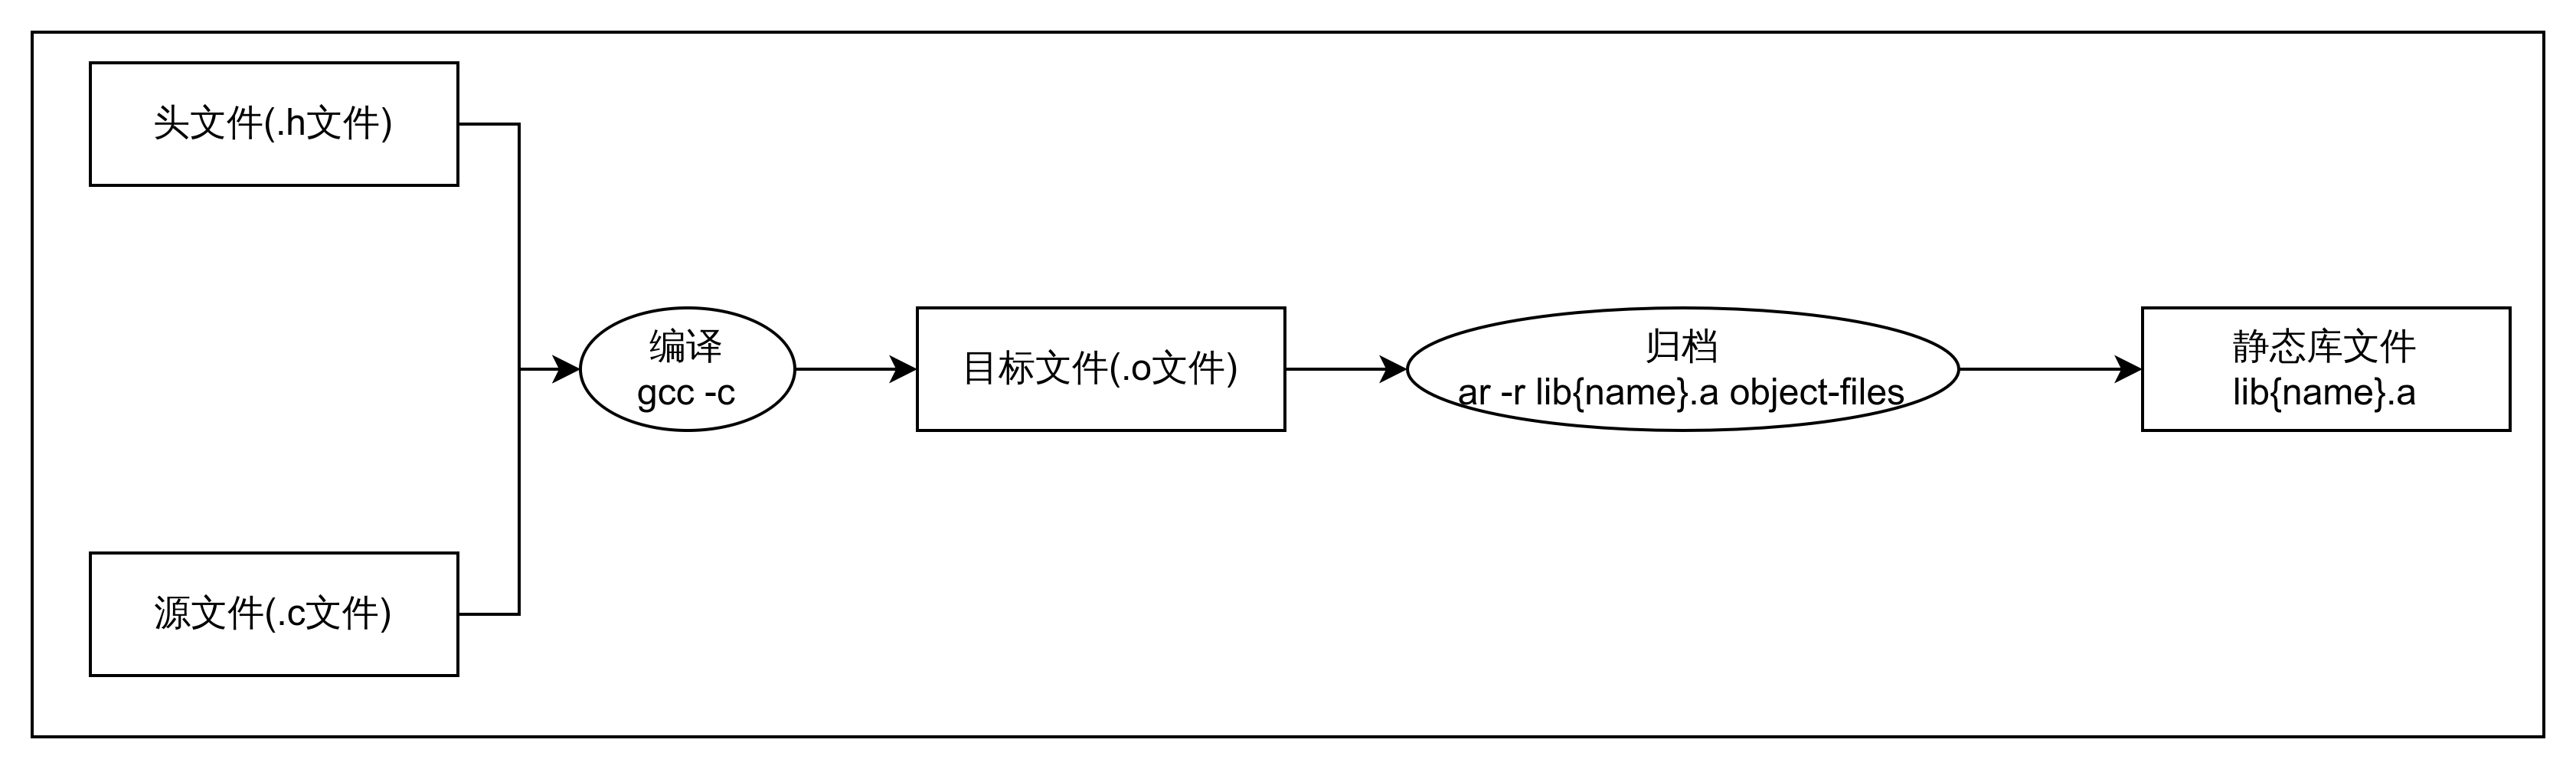 头文件(.h文件)
编译
gcc -c
目标文件(.o文件)
归档
ar -r lib{name}.a object-files
静态库文件
lib{name}.a
源文件(.c文件)